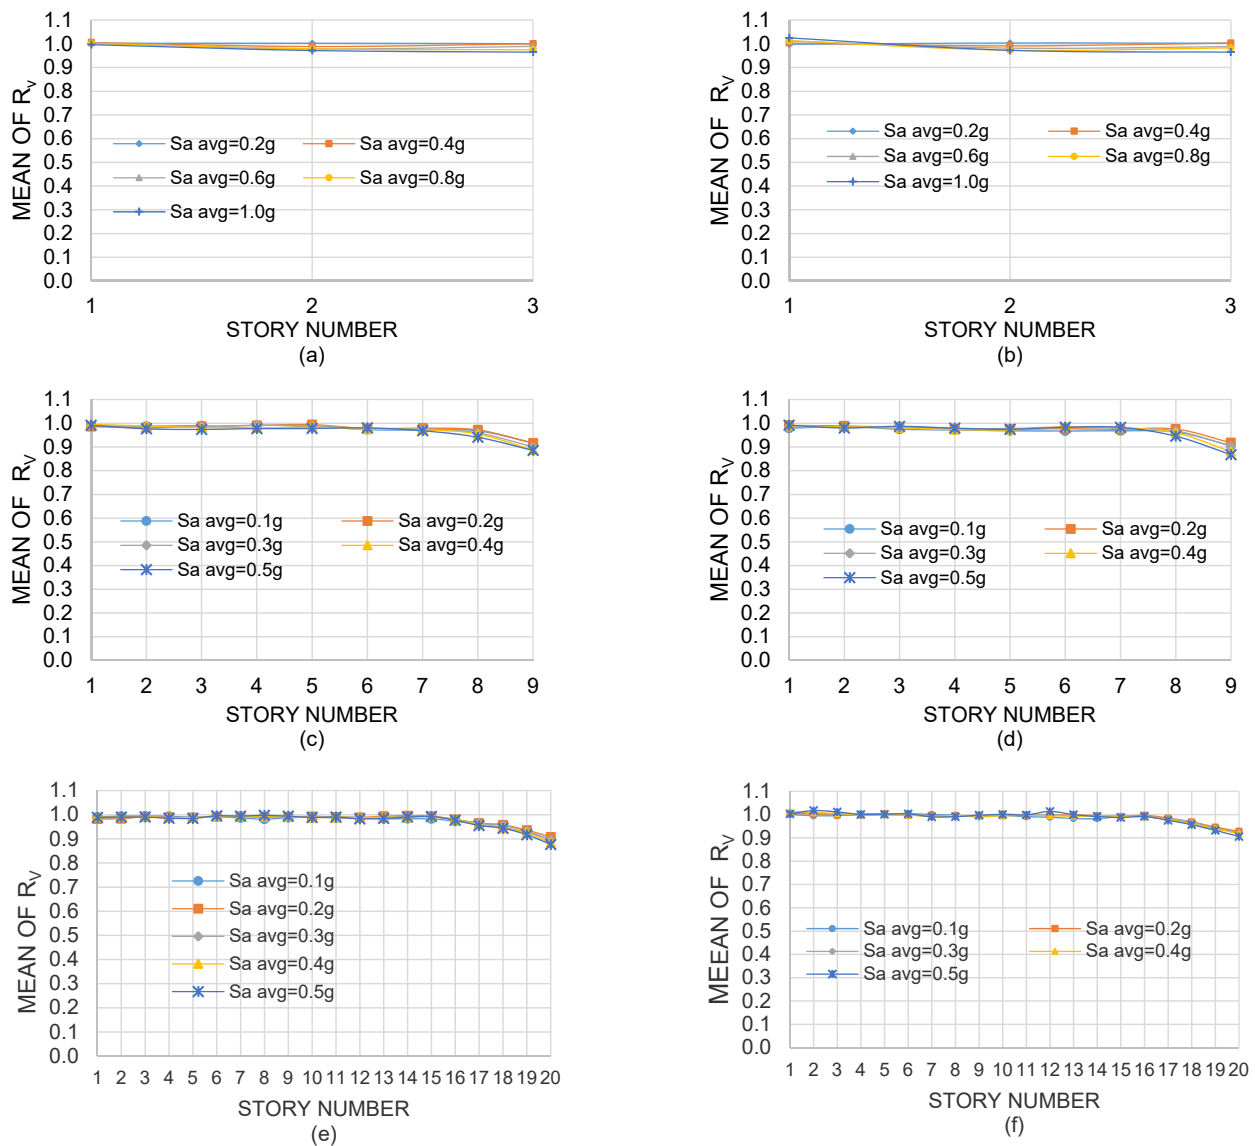 1.1
1.0
0.9
0.8
0.7
0.6
0.5
0.4
0.3
0.2
0.1
0.0
MEAN OF RV
Sa avg=0.2g Sa avg=0.4g
Sa avg=0.6g Sa avg=0.8g
Sa avg=1.0g
1 2 3
STORY NUMBER
(a)
1.1
1.0
0.9
0.8
0.7
0.6
0.5
0.4
0.3
0.2
0.1
0.0
MEAN OF RV
Sa avg=0.2g Sa avg=0.4g
Sa avg=0.6g Sa avg=0.8g
Sa avg=1.0g
1 2 3
STORY NUMBER
(b)
1.1
1.0
0.9
0.8
0.7
0.6
0.5
0.4
0.3
0.2
0.1
0.0
MEAN OF RV
Sa avg=0.1g Sa avg=0.2g
Sa avg=0.3g Sa avg=0.4g
Sa avg=0.5g
1 2 3 4 5 6 7 8 9
STORY NUMBER
(c)
1.1
1.0
0.9
0.8
0.7
0.6
0.5
0.4
0.3
0.2
0.1
0.0
MEAN OF RV
Sa avg=0.1g Sa avg=0.2g
Sa avg=0.3g Sa avg=0.4g
Sa avg=0.5g
1 2 3 4 5 6 7 8 9
STORY NUMBER
(d)
1.1
1.0
0.9
0.8
0.7
0.6
0.5
0.4
0.3
0.2
0.1
0.0
MEAN OF RV
Sa avg=0.1g
Sa avg=0.2g
Sa avg=0.3g
Sa avg=0.4g
Sa avg=0.5g
1 2 3 4 5 6 7 8 9 10 11 12 13 14 15 16 17 18 19 20
STORY NUMBER
(e)
1.1
1.0
0.9
0.8
0.7
0.6
0.5
0.4
0.3
0.2
0.1
0.0
MEEAN OF RV
Sa avg=0.1g Sa avg=0.2g
Sa avg=0.3g Sa avg=0.4g
Sa avg=0.5g
1 2 3 4 5 6 7 8 9 10 11 12 13 14 15 16 17 18 19 20
STORY NUMBER
(f)